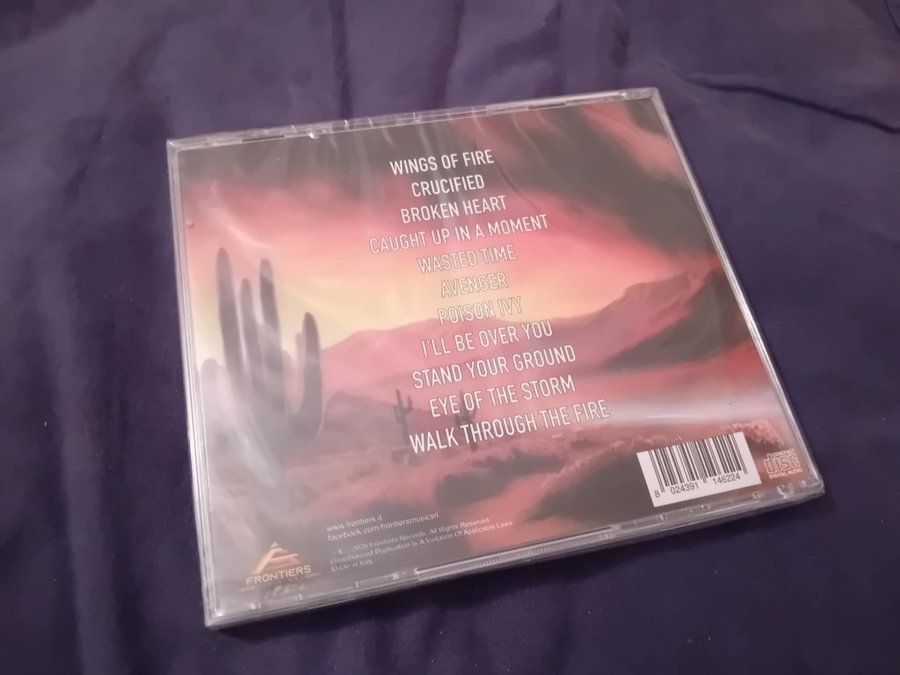 WINGS OF FIRE
CRUCIFIED
BROKEN HEART
CAUGHT UP IN A MOMENT
WASTED TIME
AVENGER
POISON IVY
I'LL BE OVER YOU
STAND YOUR GROUND
EYE OF THE STORM
WALK THROUGH THE FIRE
8 024391 146224
COMPACT
disc
DIGITAL AUDIO
www.frontiers.it
facebook.com/frontiersmusicsrl
Frontiers Records. All Rights Reserved.
Unauthorized Duplication Is A Violation Of Applicable Laws.
Made in Italy
FRONTIERS